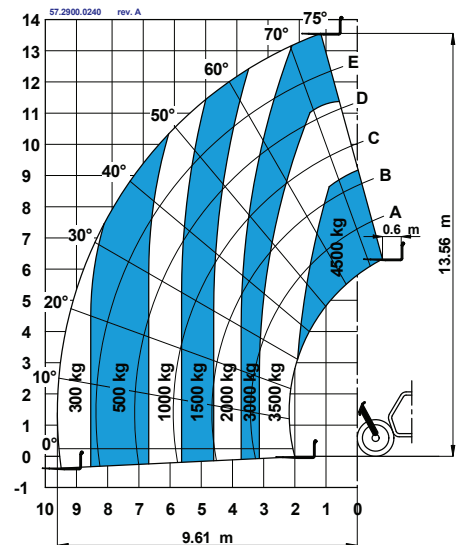 57.2900.0240 rev. A
14
13
12
11
10
9
8
7
6
5
4
3
2
1
0
-1
75°
70°
60°
50°
40°
30°
20°
10°
0°
E
D
C
B
A
0.6 m
13.56 m
4500 kg
300 kg
500 kg
1000 kg
1500 kg
2000 kg
3000 kg
3500 kg
10 9 8 7 6 5 4 3 2 1 0
9.61 m